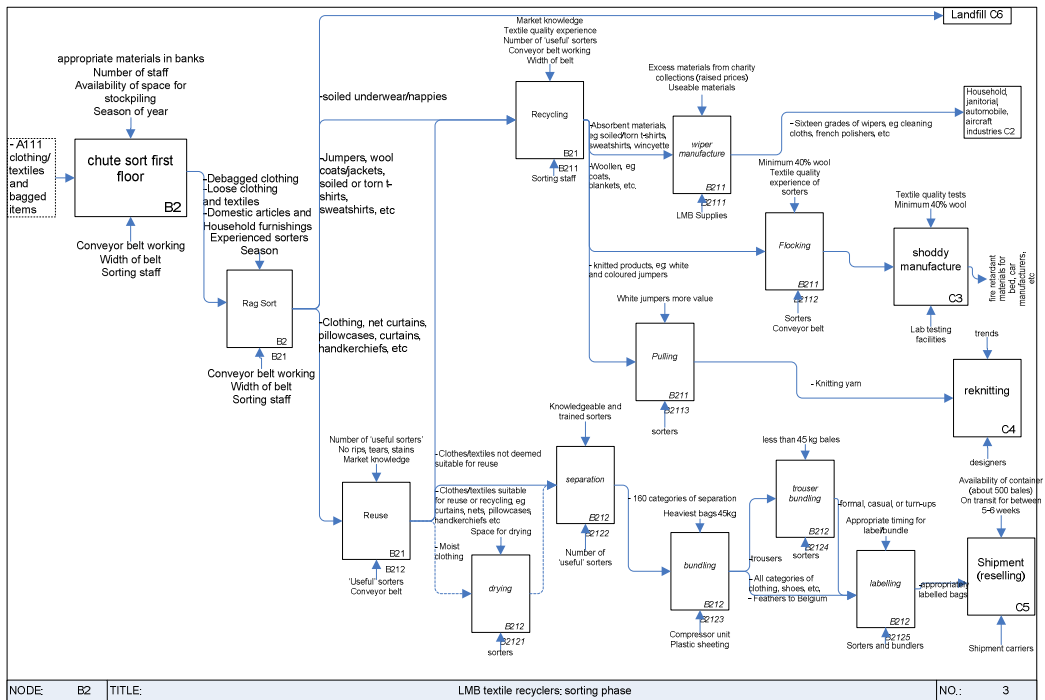 Landfill C6
Market knowledge
Textile quality experience
Number of 'useful' sorters
Conveyor belt working
Width of belt
appropriate materials in banks
Number of staff
Availability of space for
stockpiling
Season of year
Excess materials from charity
collections (raised prices)
Useable materials
-soiled underwear/nappies
Recycling
B21
B211
Sorting staff
Household,
janitorial,
automobile,
aircraft
industries C2
- Sixteen grades of wipers, eg cleaning
cloths, french polishers, etc
-Absorbent materials,
eg soiled/torn t-shirts,
sweatshirts, wincyette
wiper
manufacture
B211
B2111
LMB Supplies
- A111
clothing/
textiles
and
bagged
items
chute sort first
floor
B2
-Jumpers, wool
coats/jackets,
soiled or torn t-
shirts,
sweatshirts, etc
-Woollen, eg
coats,
blankets, etc.
Minimum 40% wool
Textile quality
experience of
sorters
-Debagged clothing
-Loose clothing
and textiles
-Domestic articles and
Household furnishings
Experienced sorters
Season
Textile quality tests
Minimum 40% wool
Conveyor belt working
Width of belt
Sorting staff
Flocking
B211
B2112
Sorters
Conveyor belt
shoddy
manufacture
C3
Lab testing
facilities
fire retardant
materials for
bed, car
manufacturers,
etc
- knitted products, eg: white
and coloured jumpers
Rag Sort
B2
B21
Conveyor belt working
Width of belt
Sorting staff
White jumpers more value
-Clothing, net curtains,
pillowcases, curtains,
handkerchiefs, etc
Pulling
B211
B2113
sorters
- Knitting yarn
trends
reknitting
C4
designers
Knowledgeable and
trained sorters
Number of 'useful sorters'
No rips, tears, stains
Market knowledge
-Clothes/textiles not deemed
suitable for reuse
less than 45 kg bales
separation
B212
B2122
Number of
'useful' sorters
trouser
bundling
B212
B2124
sorters
Availability of container
(about 500 bales)
On transit for between
5-6 weeks
Reuse
B21
B212
'Useful' sorters
Conveyor belt
-Clothes/textiles suitable
for reuse or recycling, eg
curtains, nets, pillowcases,
handkerchiefs etc
Space for drying
- Moist
clothing
- 160 categories of separation
Heaviest bags 45kg
-formal, casual, or turn-ups
Appropriate timing for
label/bundle
bundling
B212
B2123
Compressor unit
Plastic sheeting
-trousers
- All categories of
clothing, shoes, etc,
- Feathers to Belgium
drying
B212
B2121
sorters
labelling
B212
B2125
Sorters and bundlers
-appropriately
labelled bags
Shipment
(reselling)
C5
Shipment carriers
NODE: B2 TITLE: LMB textile recyclers: sorting phase NO.: 3